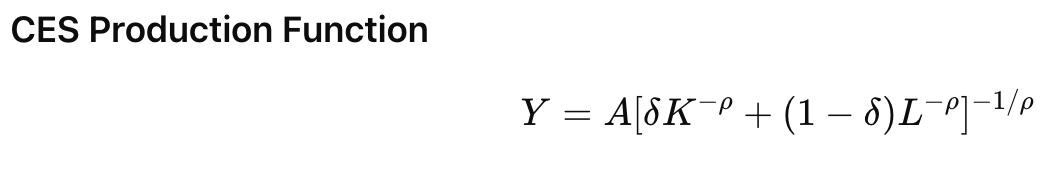 CES Production Function
Y = A[δK^{−ρ} + (1 − δ)L^{−ρ}]^{−1/ρ}